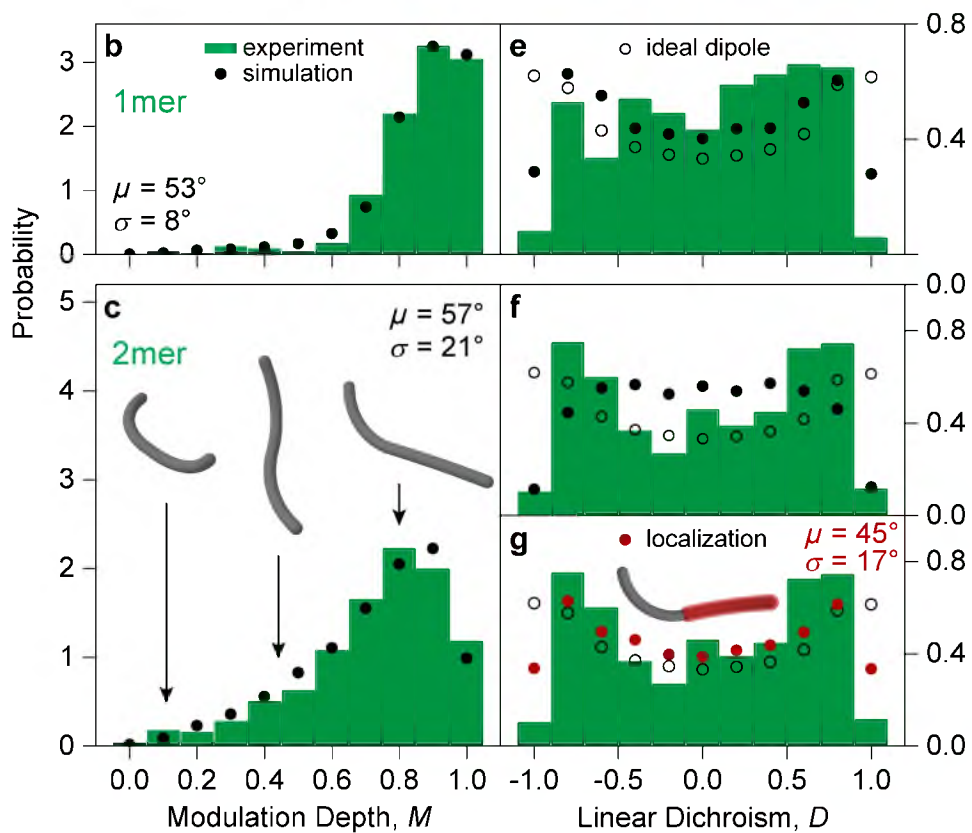 b
experiment
simulation
1mer
μ = 53°
σ = 8°
3
2
1
0
e
ideal dipole
0.8
0.4
0.0
Probability
c
2mer
μ = 57°
σ = 21°
5
4
3
2
1
0
f
0.8
0.4
0.0
g
localization
μ = 45°
σ = 17°
0.8
0.4
0.0
0.0 0.2 0.4 0.6 0.8 1.0
Modulation Depth, M
-1.0 -0.5 0.0 0.5 1.0
Linear Dichroism, D